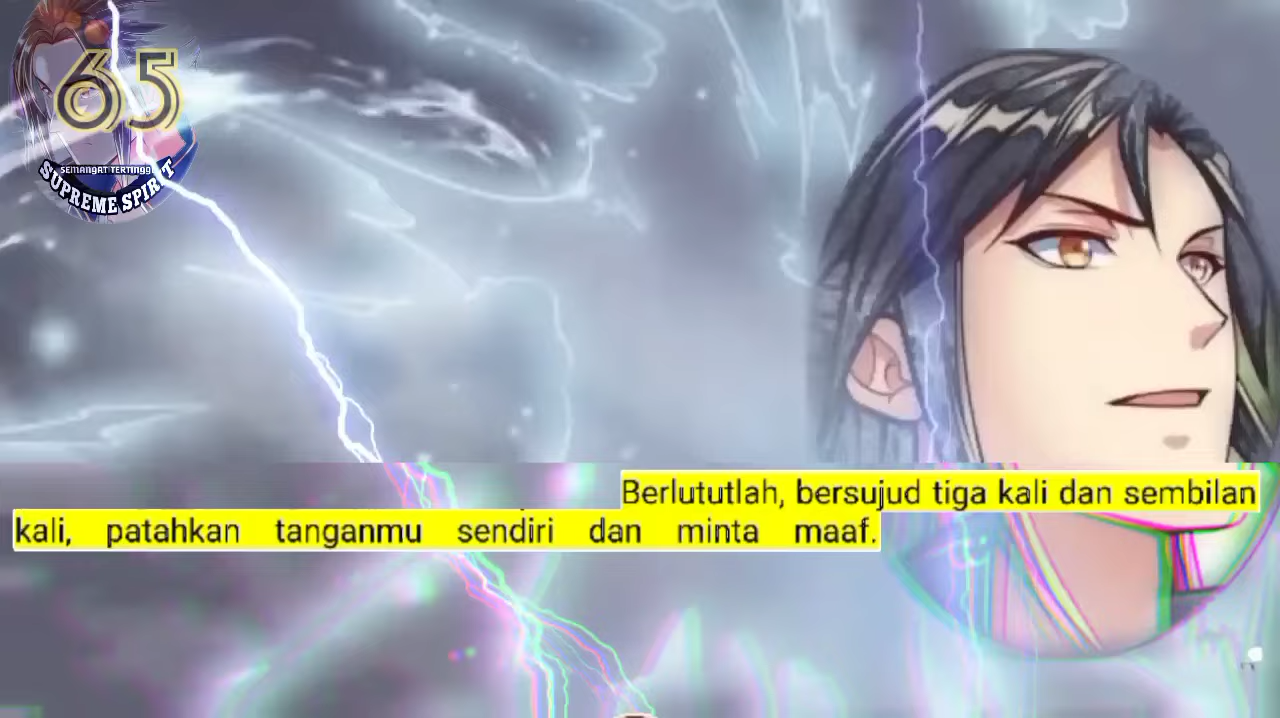 65
SEMANGAT TERTINGGI
SUPREME SPIRIT
Berlututlah, bersujud tiga kali dan sembilan
kali, patahkan tanganmu sendiri dan minta maaf.